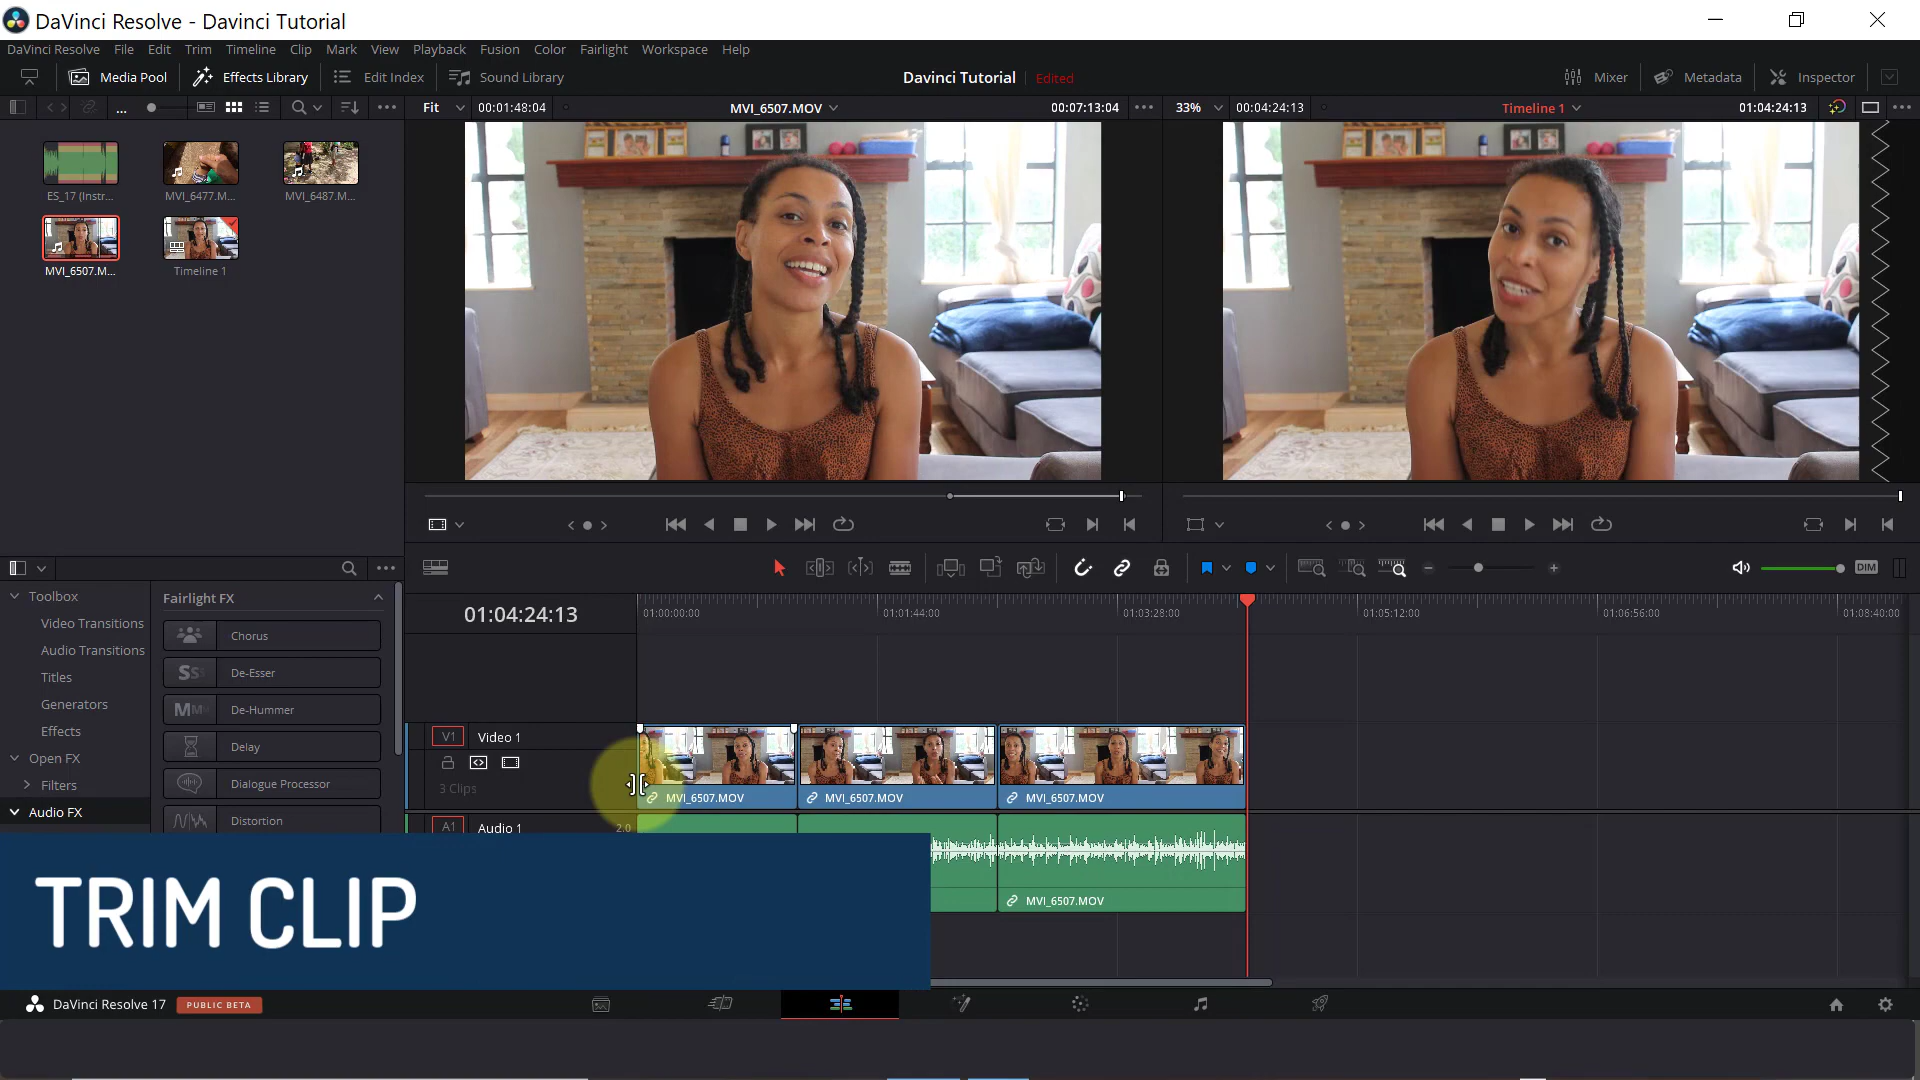 DaVinci Resolve - Davinci Tutorial
DaVinci Resolve File Edit Trim Timeline Clip Mark View Playback Fusion Color Fairlight Workspace Help
Media Pool Effects Library Edit Index Sound Library Davinci Tutorial Edited Mixer Metadata Inspector
... Fit 00:01:48:04 MVI_6507.MOV 00:07:13:04 33% 00:04:24:13 Timeline 1 01:04:24:13
ES_17 (Instr... MVI_6477.M... MVI_6487.M...
MVI_6507.M... Timeline 1
DIM
Toolbox
Video Transitions
Audio Transitions
Titles
Generators
Effects
Open FX
Filters
Audio FX
Fairlight FX
Chorus
De-Esser
De-Hummer
Delay
Dialogue Processor
Distortion
01:04:24:13
01:00:00:00 01:01:44:00 01:03:28:00 01:05:12:00 01:06:56:00 01:08:40:00
V1 Video 1
3 Clips
MVI_6507.MOV MVI_6507.MOV MVI_6507.MOV
A1 Audio 1 2.0
MVI_6507.MOV
TRIM CLIP
DaVinci Resolve 17 PUBLIC BETA